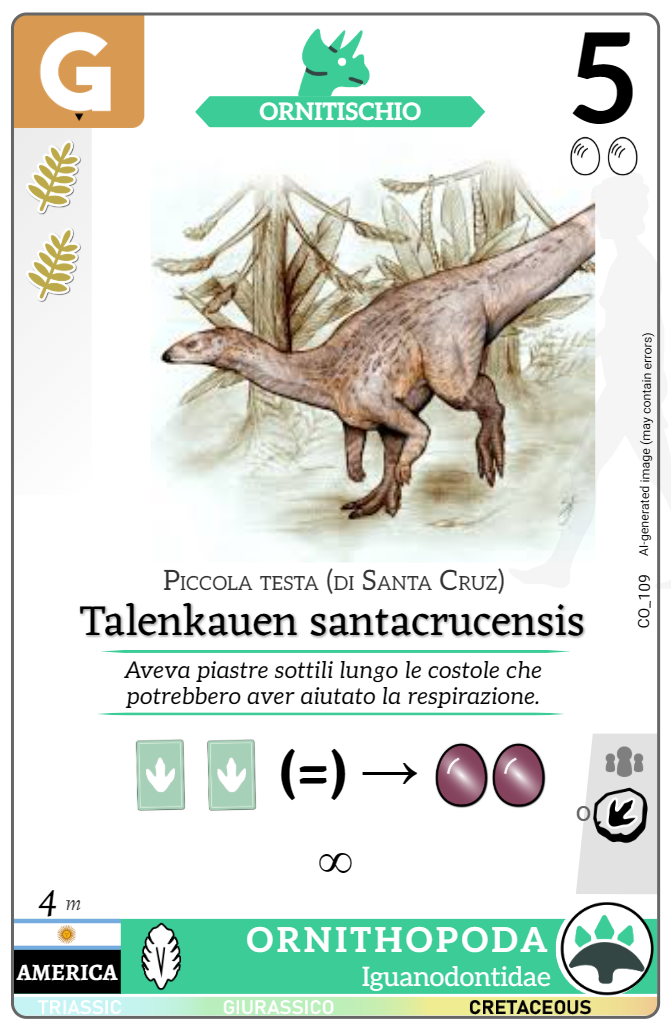 G
ORNITISCHIO
5
AI-generated image (may contain errors)
CO_109
Piccola testa (di Santa Cruz)
Talenkauen santacrucensis
Aveva piastre sottili lungo le costole che
potrebbero aver aiutato la respirazione.
(=) →
O
∞
4 m
AMERICA
ORNITHOPODA
Iguanodontidae
TRIASSIC GIURASSICO CRETACEOUS